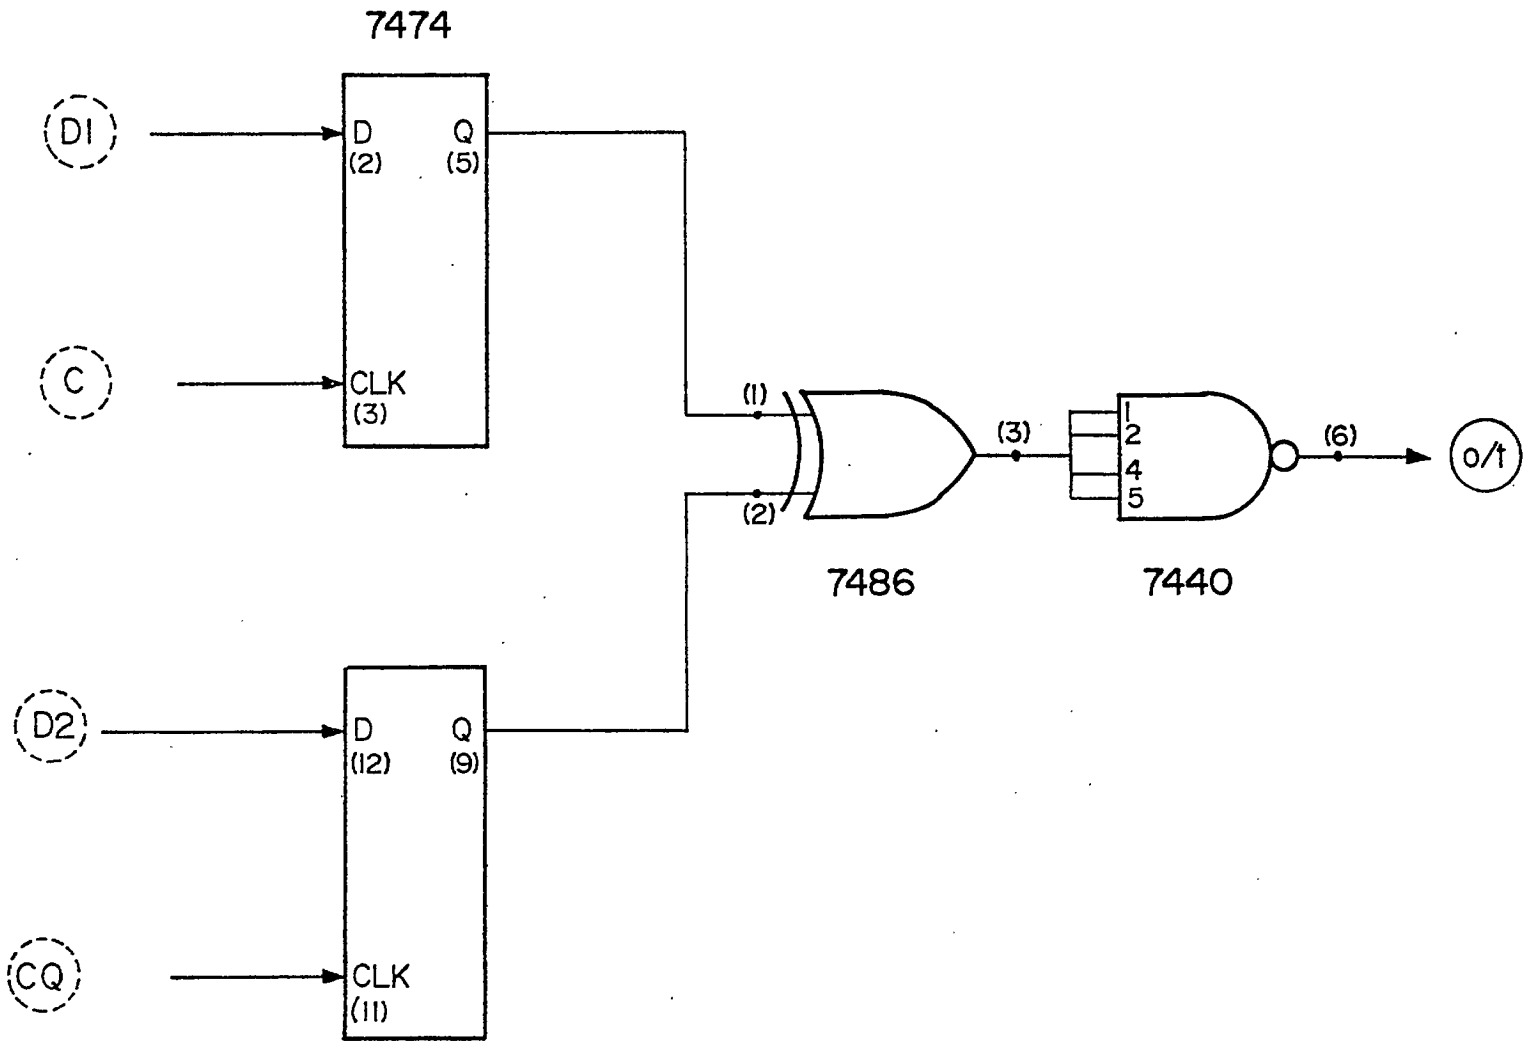 7474
D1
D
(2)
Q
(5)
C
CLK
(3)
(1)
(2)
7486
(3)
1
2
4
5
7440
(6)
o/t
D2
D
(12)
Q
(9)
CQ
CLK
(11)